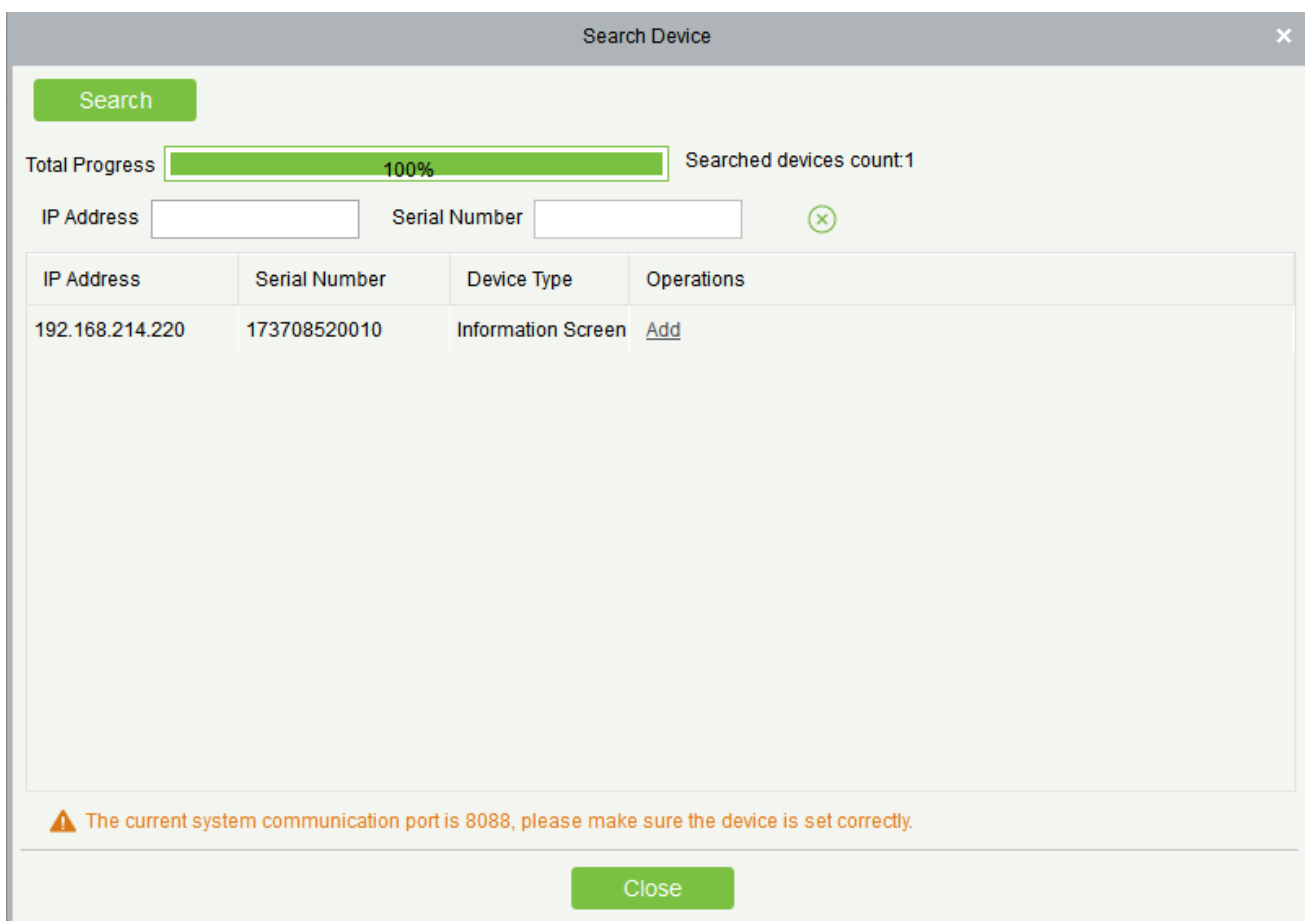 Search Device
Search
Total Progress 100% Searched devices count:1
IP Address Serial Number
IP Address Serial Number Device Type Operations
192.168.214.220 173708520010 Information Screen Add
The current system communication port is 8088, please make sure the device is set correctly.
Close